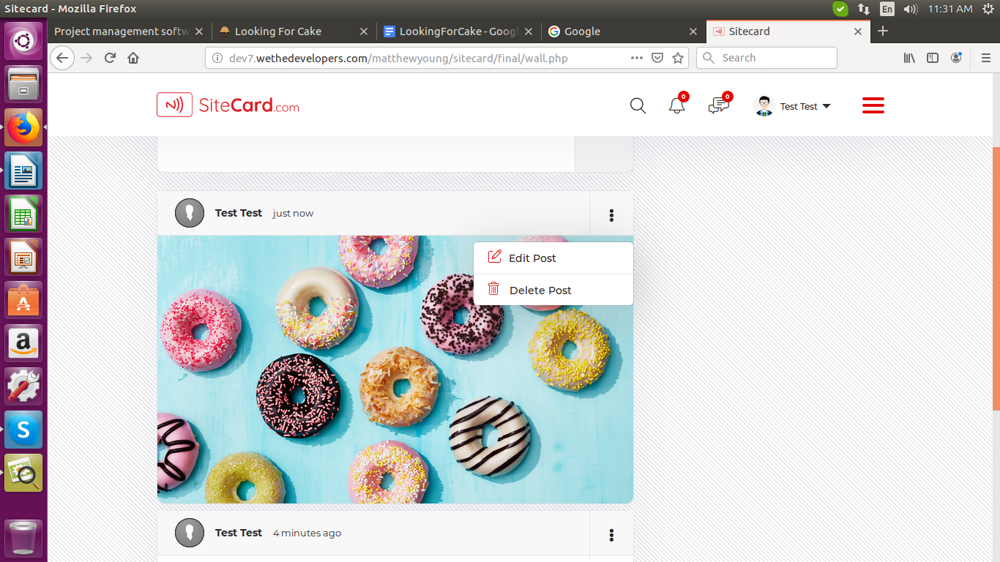 Sitecard - Mozilla Firefox
En
11:31 AM
Project management softw
Looking For Cake
LookingForCake - Googl
Google
Sitecard
dev7.wethedevelopers.com/matthewyoung/sitecard/final/wall.php
Search
SiteCard.com
0
0
Test Test
Test Test just now
Edit Post
Delete Post
Test Test 4 minutes ago